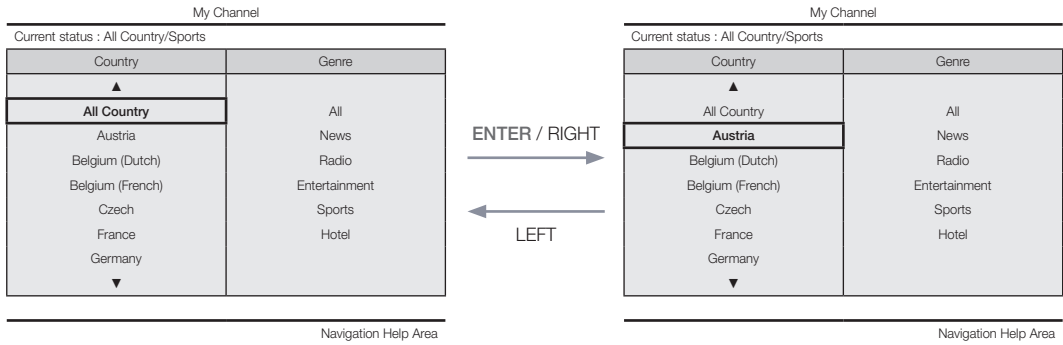 My Channel
Current status : All Country/Sports
Country Genre
▲
All Country All
Austria News
Belgium (Dutch) Radio
Belgium (French) Entertainment
Czech Sports
France Hotel
Germany
▼
Navigation Help Area
ENTER / RIGHT
LEFT
My Channel
Current status : All Country/Sports
Country Genre
▲
All Country All
Austria News
Belgium (Dutch) Radio
Belgium (French) Entertainment
Czech Sports
France Hotel
Germany
▼
Navigation Help Area